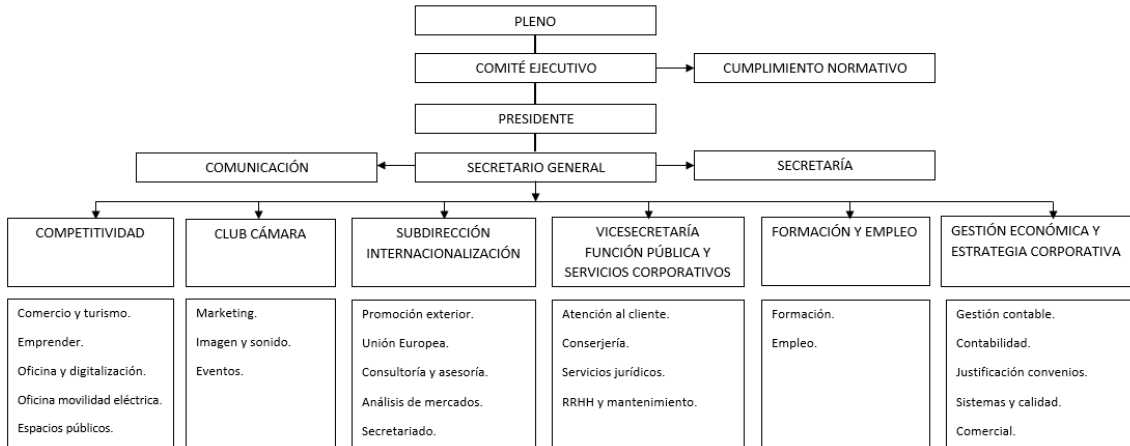 PLENO
COMITÉ EJECUTIVO
CUMPLIMIENTO NORMATIVO
PRESIDENTE
COMUNICACIÓN
SECRETARIO GENERAL
SECRETARÍA
COMPETITIVIDAD
CLUB CÁMARA
SUBDIRECCIÓN
INTERNACIONALIZACIÓN
VICESECRETARÍA
FUNCIÓN PÚBLICA Y
SERVICIOS CORPORATIVOS
FORMACIÓN Y EMPLEO
GESTIÓN ECONÓMICA Y
ESTRATEGIA CORPORATIVA
Comercio y turismo.
Emprender.
Oficina y digitalización.
Oficina movilidad eléctrica.
Espacios públicos.
Marketing.
Imagen y sonido.
Eventos.
Promoción exterior.
Unión Europea.
Consultoría y asesoría.
Análisis de mercados.
Secretariado.
Atención al cliente.
Conserjería.
Servicios jurídicos.
RRHH y mantenimiento.
Formación.
Empleo.
Gestión contable.
Contabilidad.
Justificación convenios.
Sistemas y calidad.
Comercial.